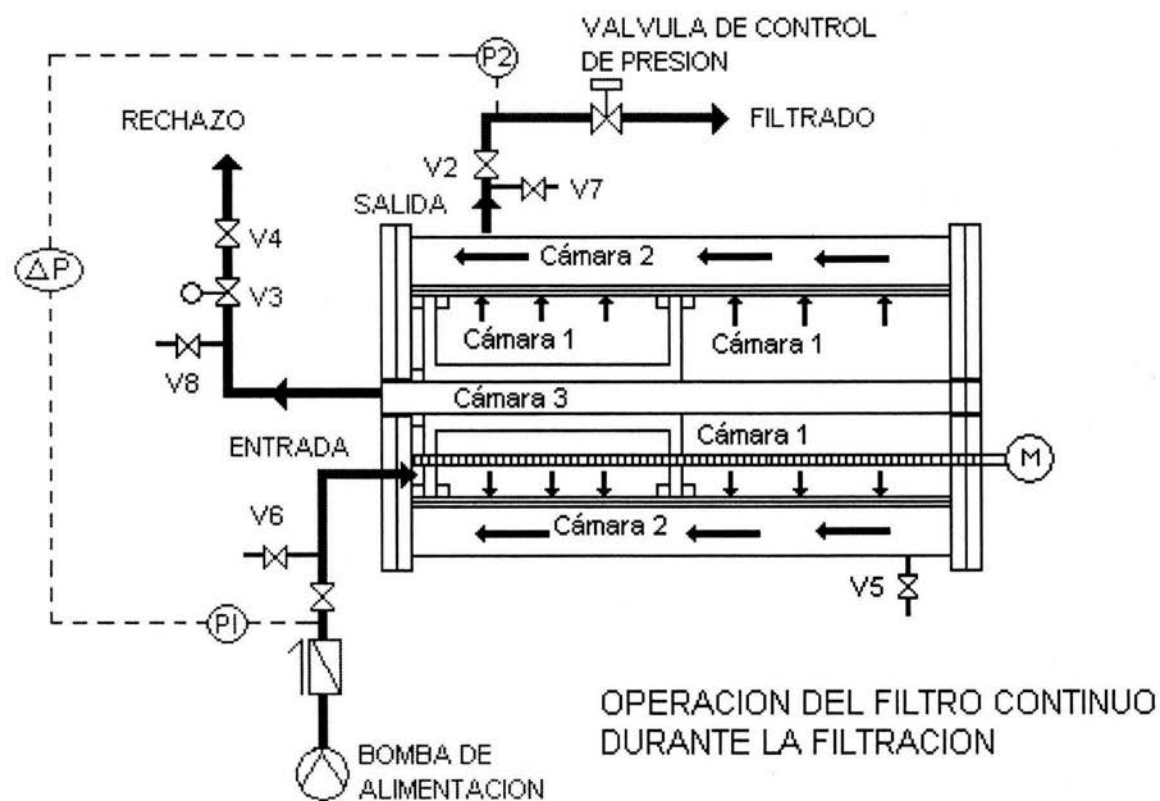 VALVULA DE CONTROL
DE PRESION
P2
RECHAZO
FILTRADO
V2
V7
SALIDA
V4
ΔP
V3
Cámara 2
Cámara 1
Cámara 1
V8
Cámara 3
ENTRADA
Cámara 1
M
V6
Cámara 2
V5
PI
OPERACION DEL FILTRO CONTINUO
DURANTE LA FILTRACION
BOMBA DE
ALIMENTACION